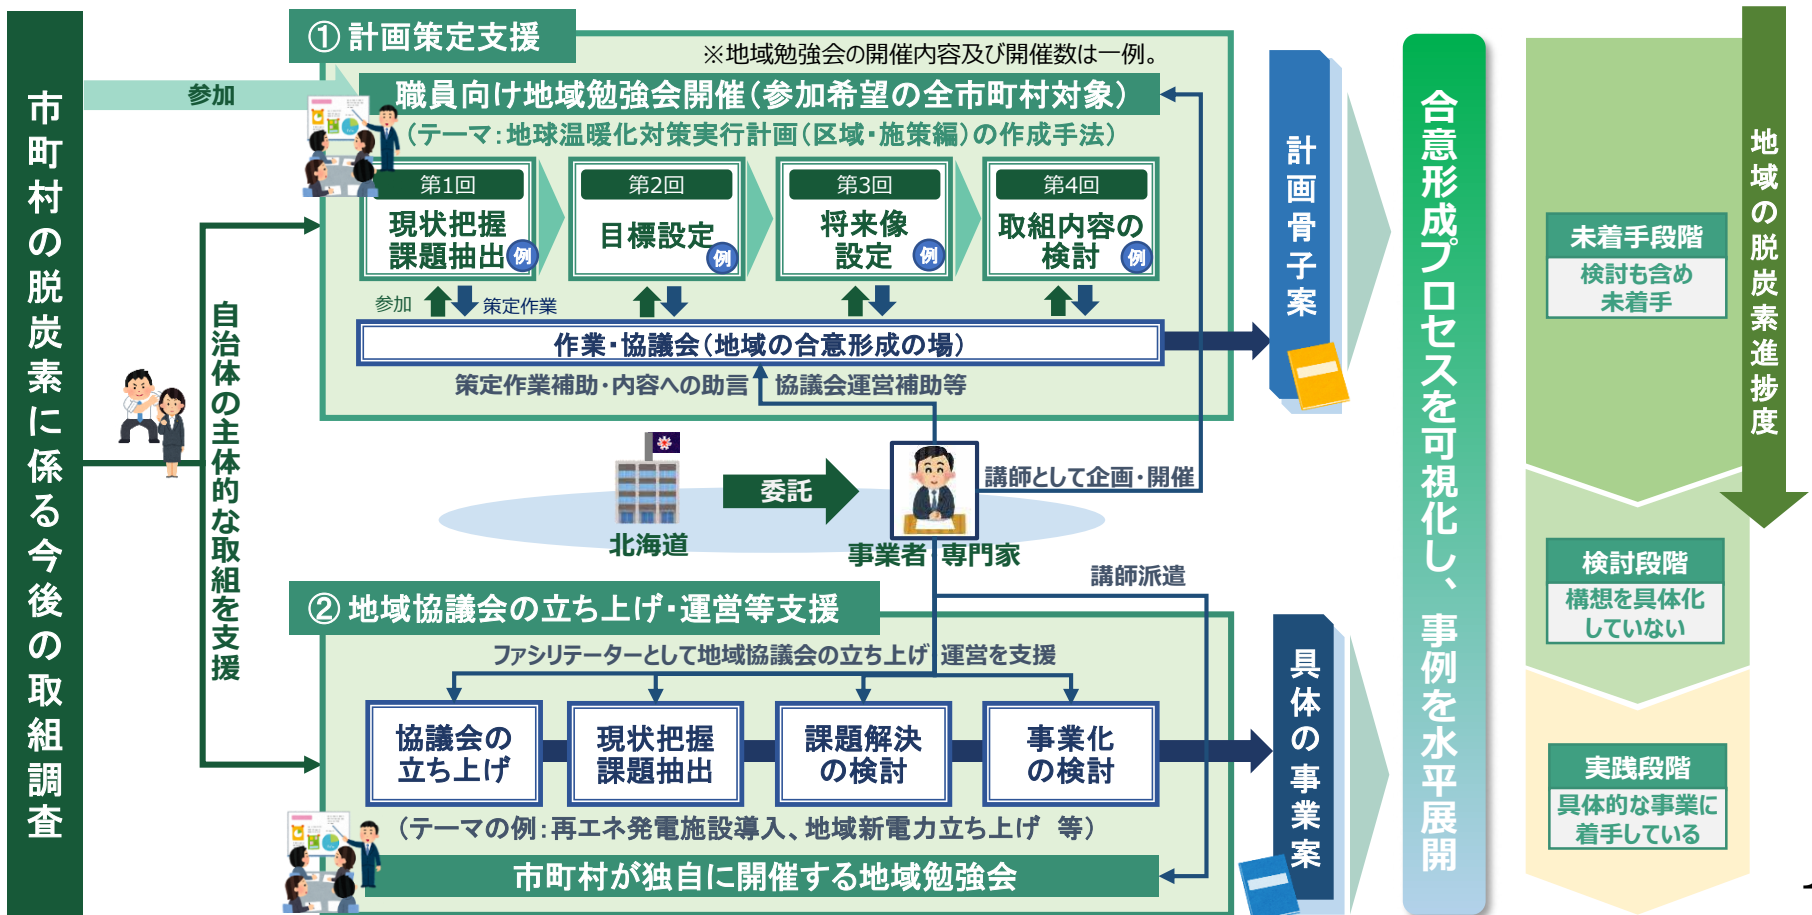 市町村の脱炭素に係る今後の取組調査
参加
自治体の主体的な取組を支援
① 計画策定支援
※地域勉強会の開催内容及び開催数は一例。
職員向け地域勉強会開催（参加希望の全市町村対象）
（テーマ：地球温暖化対策実行計画（区域・施策編）の作成手法）
第1回
現状把握
課題抽出
例
第2回
目標設定
例
第3回
将来像
設定
例
第4回
取組内容の
検討
例
参加
策定作業
作業・協議会（地域の合意形成の場）
策定作業補助・内容への助言
協議会運営補助等
北海道
委託
事業者・専門家
講師として企画・開催
講師派遣
② 地域協議会の立ち上げ・運営等支援
ファシリテーターとして地域協議会の立ち上げ 運営を支援
協議会の
立ち上げ
現状把握
課題抽出
課題解決
の検討
事業化
の検討
（テーマの例：再エネ発電施設導入、地域新電力立ち上げ 等）
市町村が独自に開催する地域勉強会
計画骨子案
具体の事業案
合意形成プロセスを可視化し、事例を水平展開
地域の脱炭素進捗度
未着手段階
検討も含め
未着手
検討段階
構想を具体化
していない
実践段階
具体的な事業に
着手している